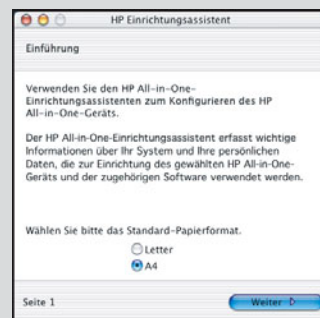 HP Einrichtungsassistent
Einführung
Verwenden Sie den HP All-in-One-
Einrichtungsassistenten zum Konfigurieren des HP
All-in-One-Geräts.
Der HP All-in-One-Einrichtungsassistent erfasst wichtige
Informationen über Ihr System und Ihre persönlichen
Daten, die zur Einrichtung des gewählten HP All-in-One-
Geräts und der zugehörigen Software verwendet werden.
Wählen Sie bitte das Standard-Papierformat.
Letter
A4
Seite 1
Weiter